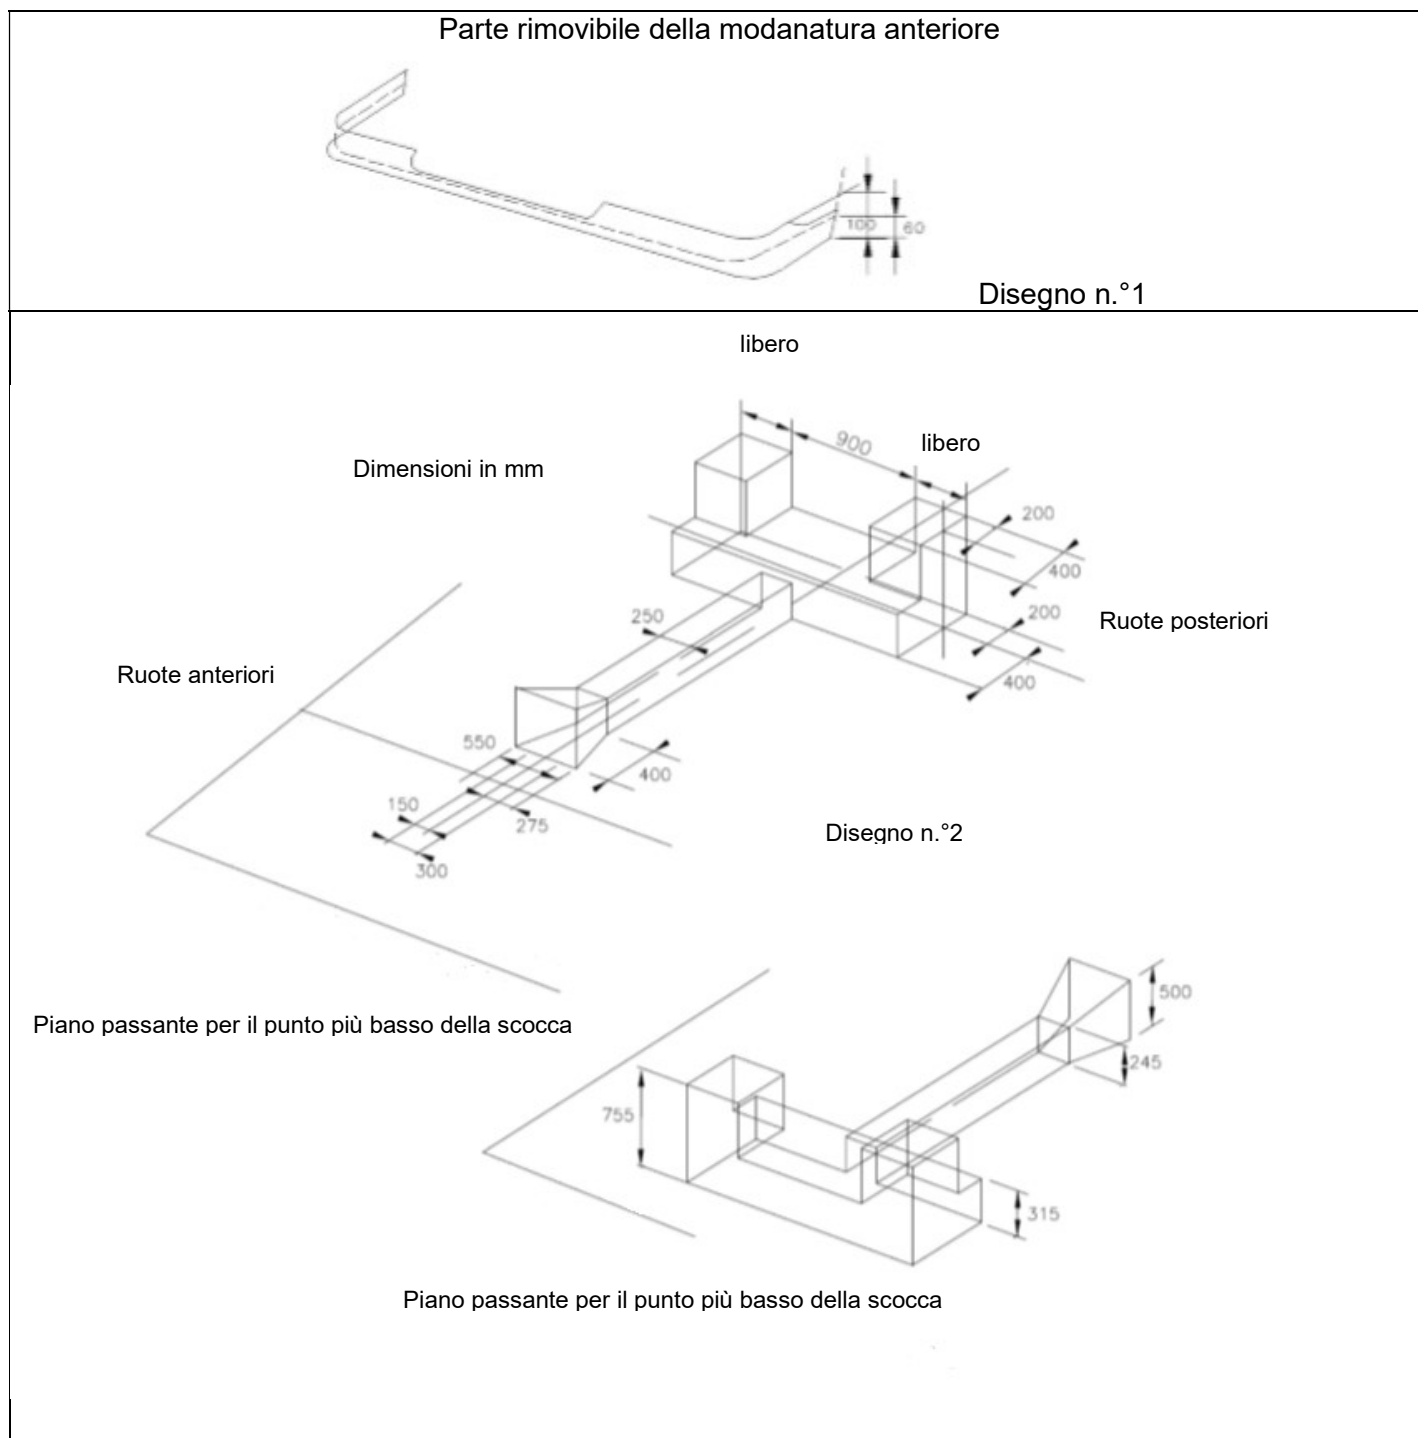 Parte rimovibile della modanatura anteriore
100
60
Disegno n.°1
libero
900
libero
Dimensioni in mm
200
400
250
200
Ruote posteriori
Ruote anteriori
400
550
400
150
275
Disegno n.°2
300
Piano passante per il punto più basso della scocca
500
245
755
315
Piano passante per il punto più basso della scocca